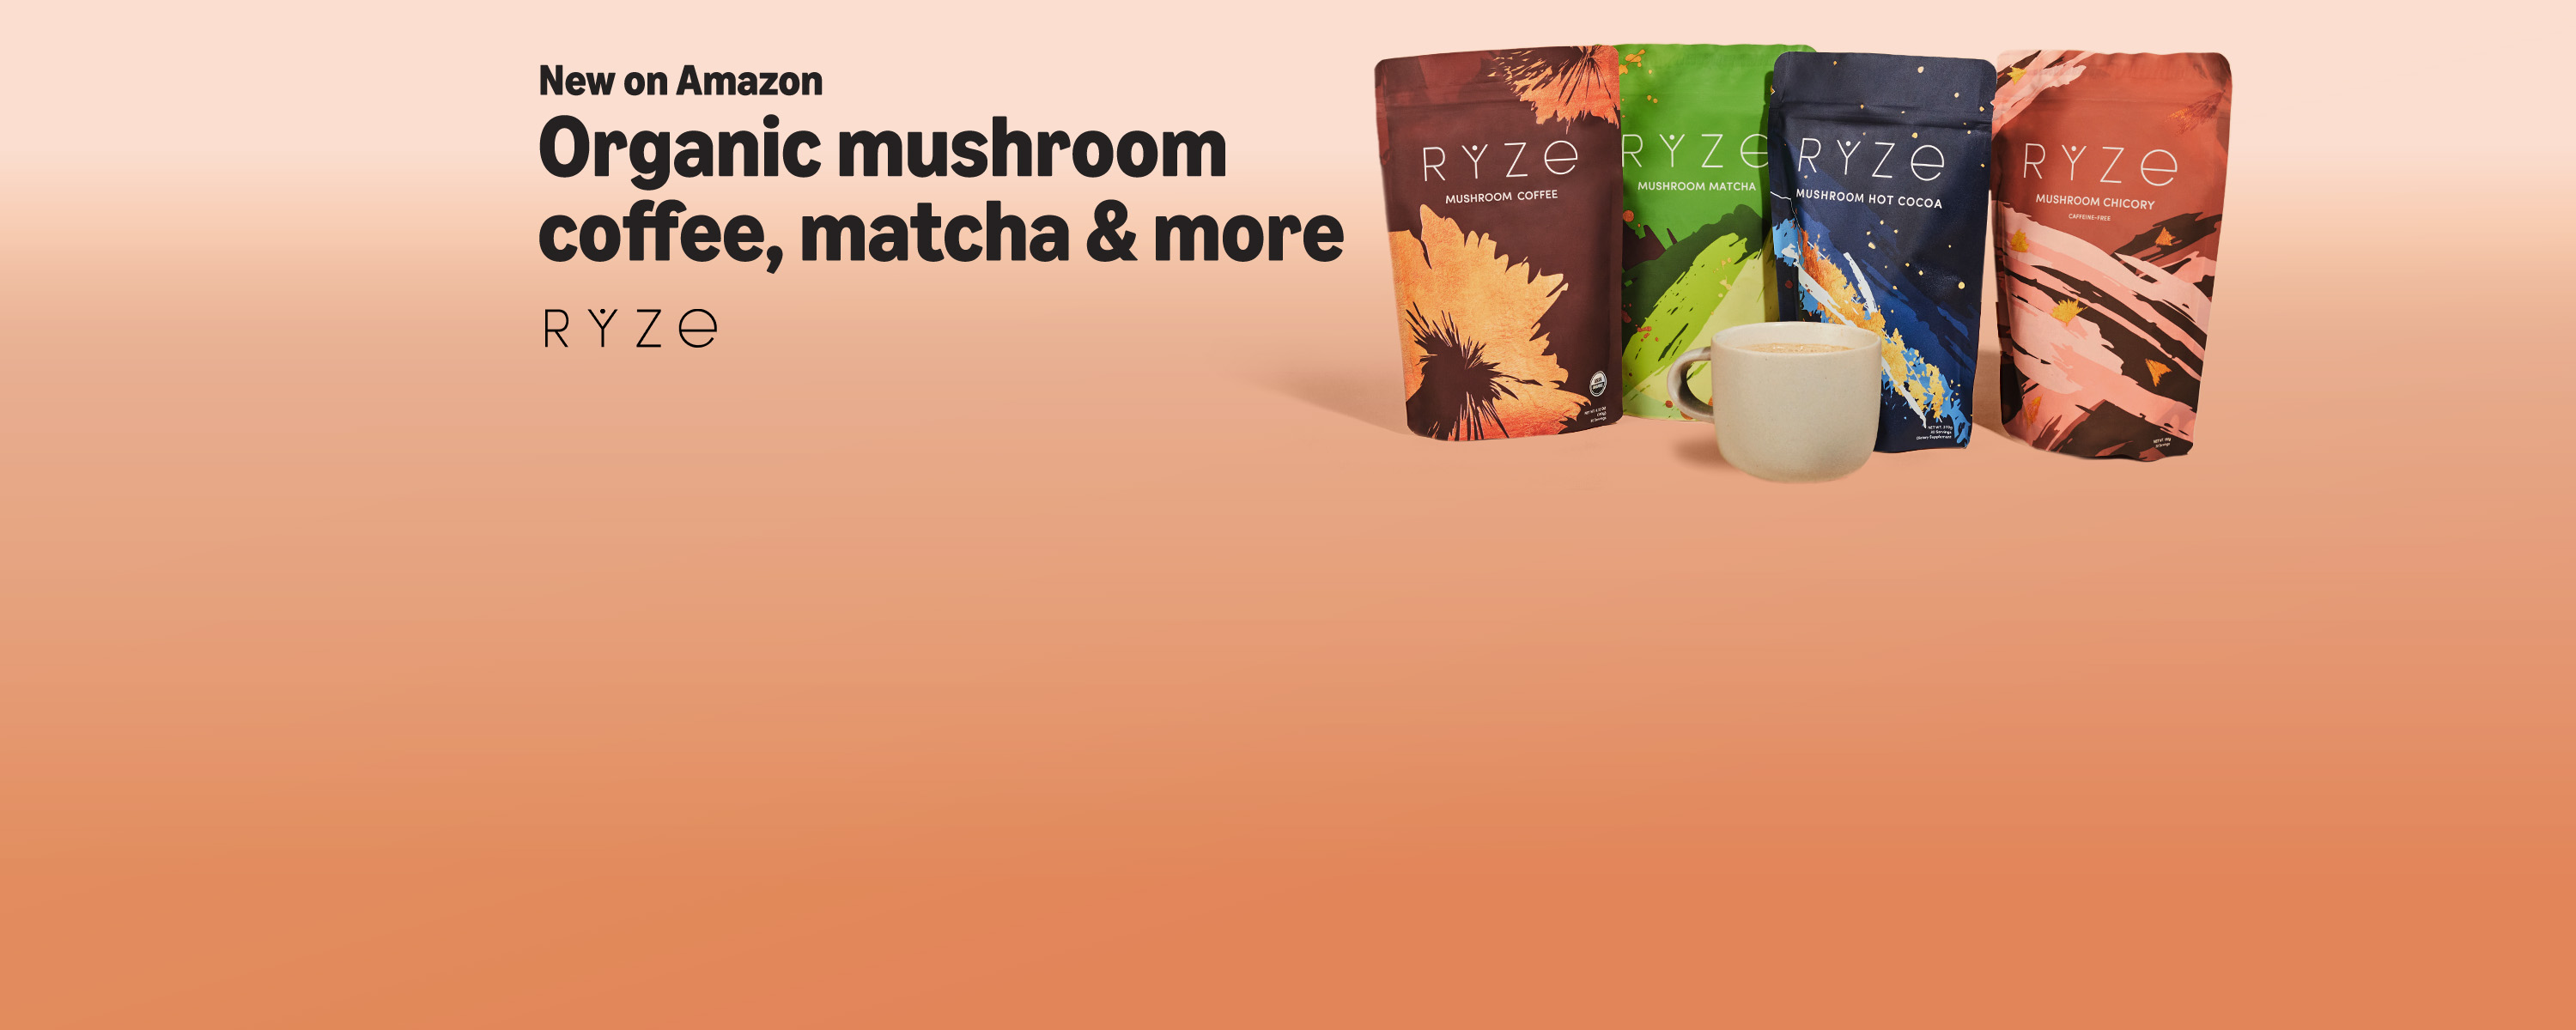 New on Amazon
Organic mushroom
coffee, matcha & more
RYZe
RYZe
MUSHROOM COFFEE
RYZe
MUSHROOM MATCHA
RYZe
MUSHROOM HOT COCOA
RYZe
MUSHROOM CHICORY
CAFFEINE-FREE